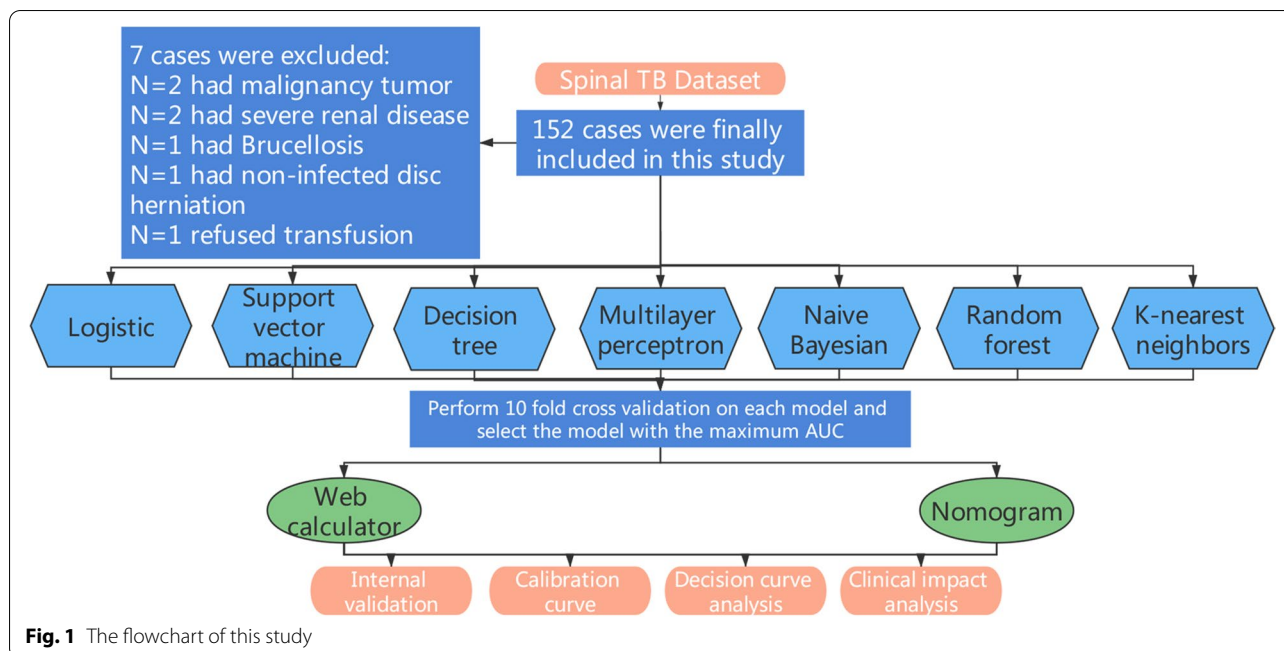 7 cases were excluded:
N=2 had malignancy tumor
N=2 had severe renal disease
N=1 had Brucellosis
N=1 had non-infected disc
herniation
N=1 refused transfusion
Spinal TB Dataset
152 cases were finally
included in this study
Logistic
Support
vector
machine
Decision
tree
Multilayer
perceptron
Naive
Bayesian
Random
forest
K-nearest
neighbors
Perform 10 fold cross validation on each model and
select the model with the maximum AUC
Web
calculator
Nomogram
Internal
validation
Calibration
curve
Decision curve
analysis
Clinical impact
analysis
Fig. 1 The flowchart of this study